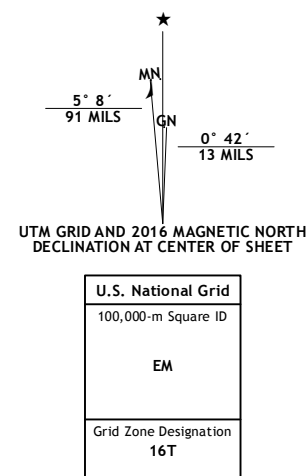 ★
MN
5° 8´
91 MILS
GN
0° 42´
13 MILS
UTM GRID AND 2016 MAGNETIC NORTH
DECLINATION AT CENTER OF SHEET
U.S. National Grid
100,000-m Square ID
EM
Grid Zone Designation
16T